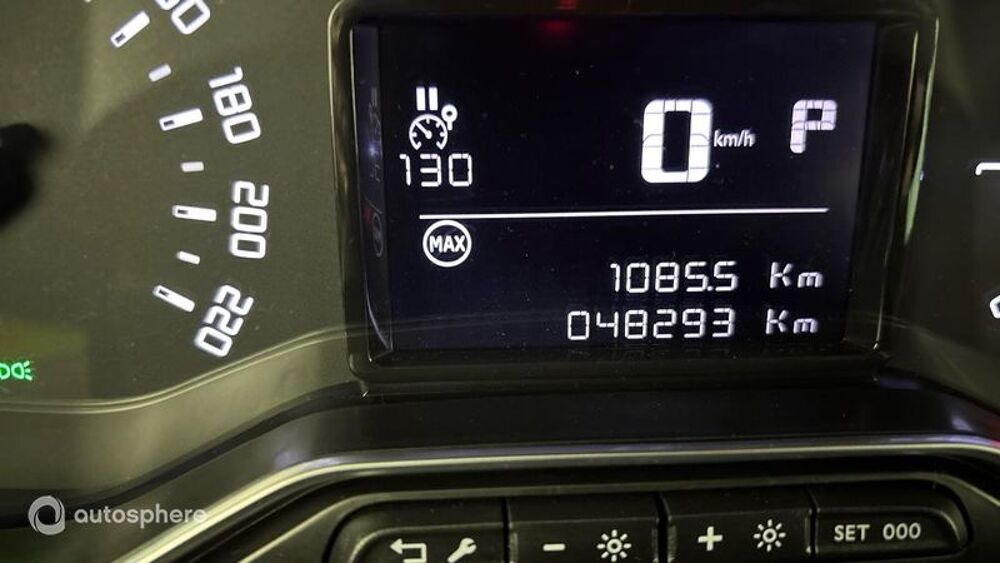 180
200
220
130
0 km/h P
MAX
1085.5 Km
048293 Km
autosphere
- +
SET 000